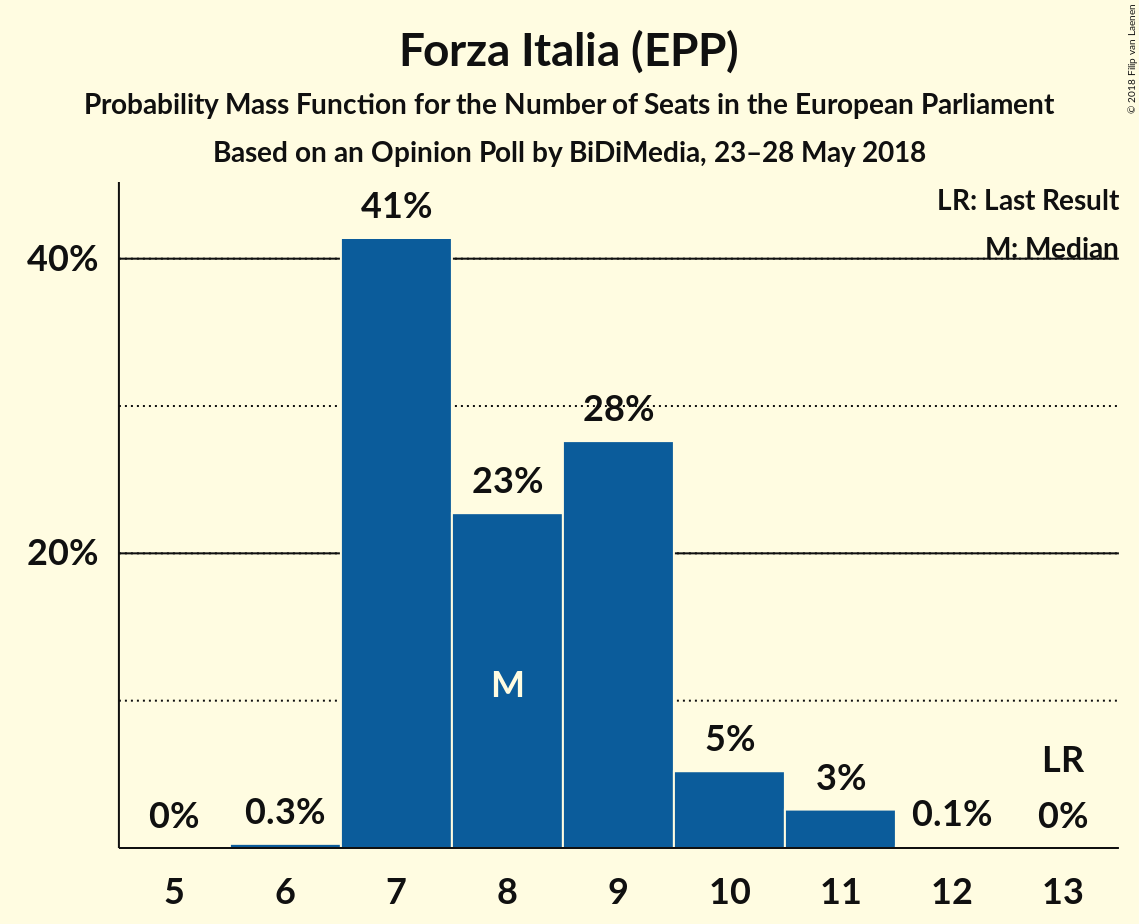 Forza Italia (EPP)
Probability Mass Function for the Number of Seats in the European Parliament
Based on an Opinion Poll by BiDiMedia, 23–28 May 2018
© 2018 Filip van Laenen
LR: Last Result
M: Median
40%
20%
0%
0.3%
41%
23%
28%
5%
3%
0.1%
0%
LR
M
5 6 7 8 9 10 11 12 13